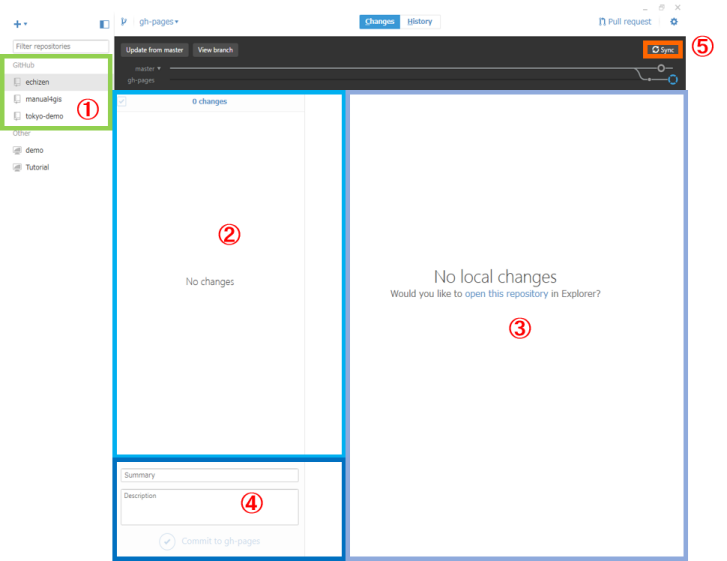 gh-pages
Changes
History
Pull request
Filter repositories
Update from master
View branch
Sync
⑤
GitHub
master
gh-pages
echizen
manual4gis
①
tokyo-demo
0 changes
Other
demo
Tutorial
②
No changes
No local changes
Would you like to open this repository in Explorer?
③
Summary
Description
④
Commit to gh-pages